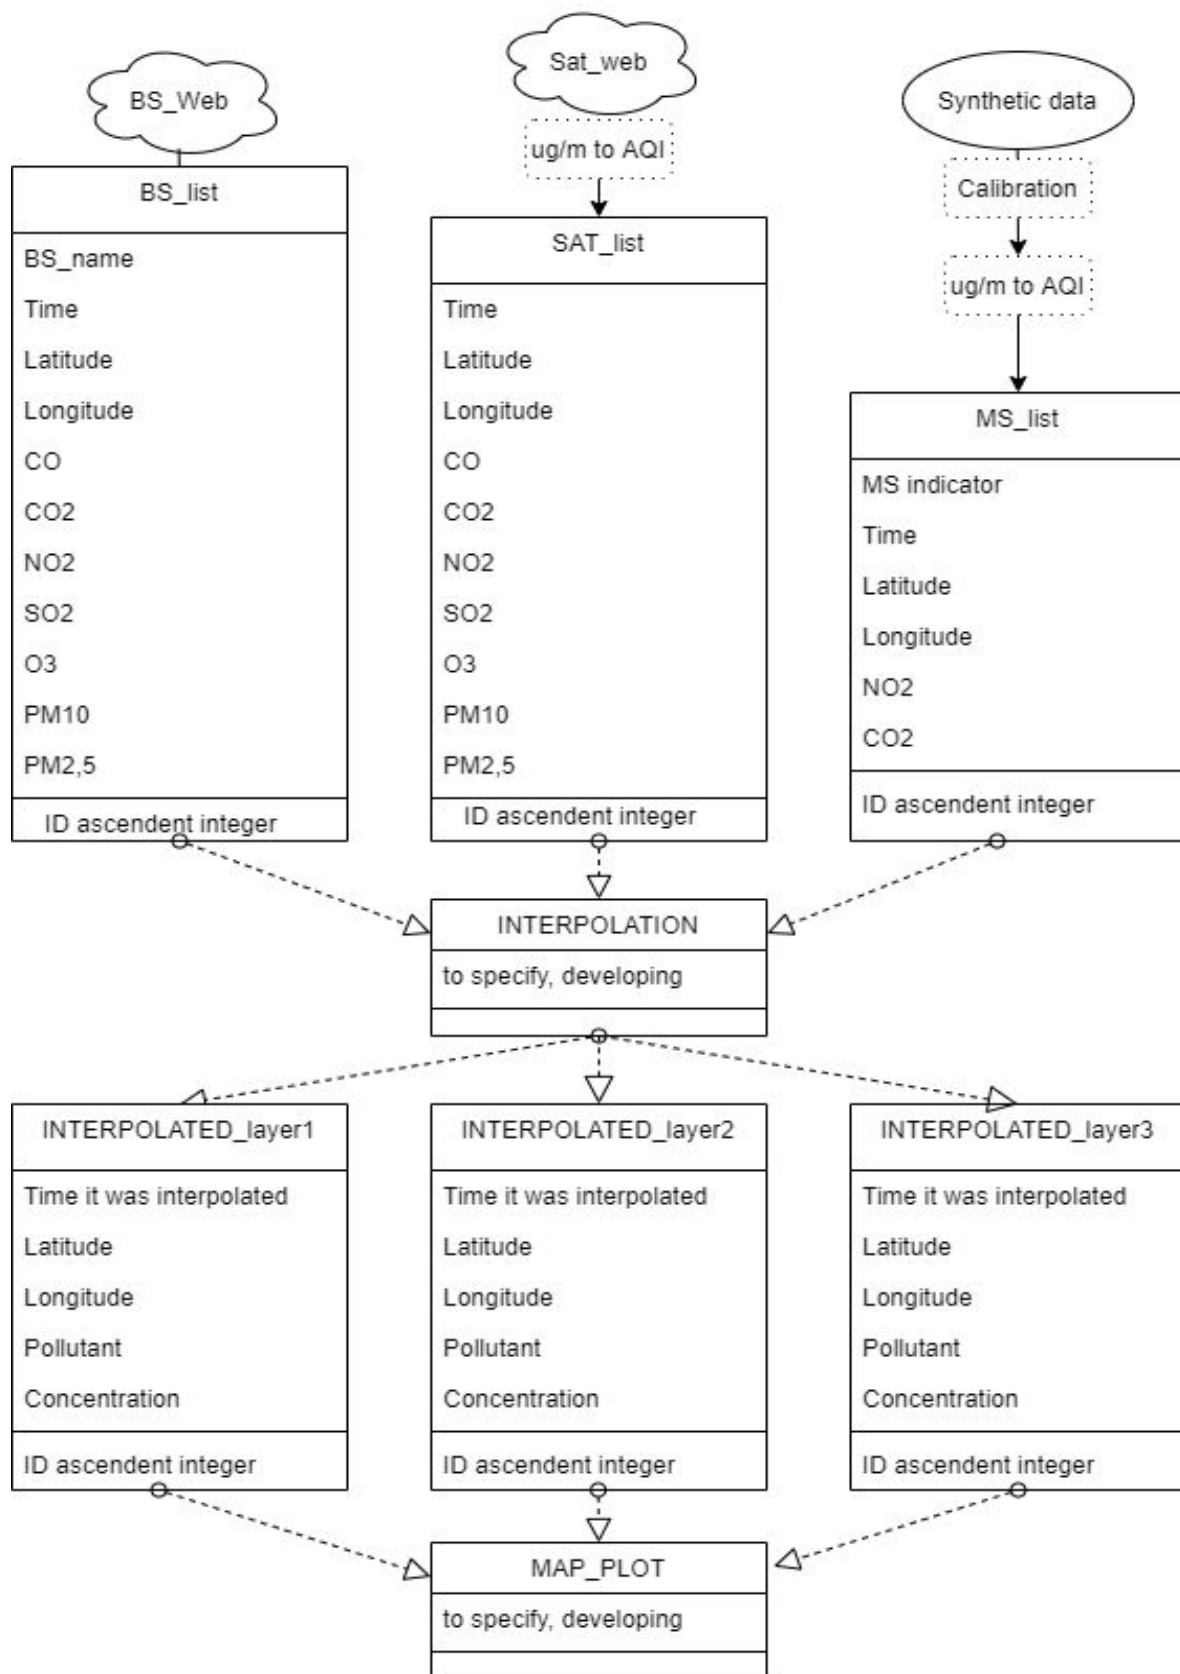 BS_Web
Sat_web
Synthetic data
ug/m to AQI
Calibration
ug/m to AQI
BS_list
BS_name
Time
Latitude
Longitude
CO
CO2
NO2
SO2
O3
PM10
PM2,5
ID ascendent integer
SAT_list
Time
Latitude
Longitude
CO
CO2
NO2
SO2
O3
PM10
PM2,5
ID ascendent integer
MS_list
MS indicator
Time
Latitude
Longitude
NO2
CO2
ID ascendent integer
INTERPOLATION
to specify, developing
INTERPOLATED_layer1
Time it was interpolated
Latitude
Longitude
Pollutant
Concentration
ID ascendent integer
INTERPOLATED_layer2
Time it was interpolated
Latitude
Longitude
Pollutant
Concentration
ID ascendent integer
INTERPOLATED_layer3
Time it was interpolated
Latitude
Longitude
Pollutant
Concentration
ID ascendent integer
MAP_PLOT
to specify, developing